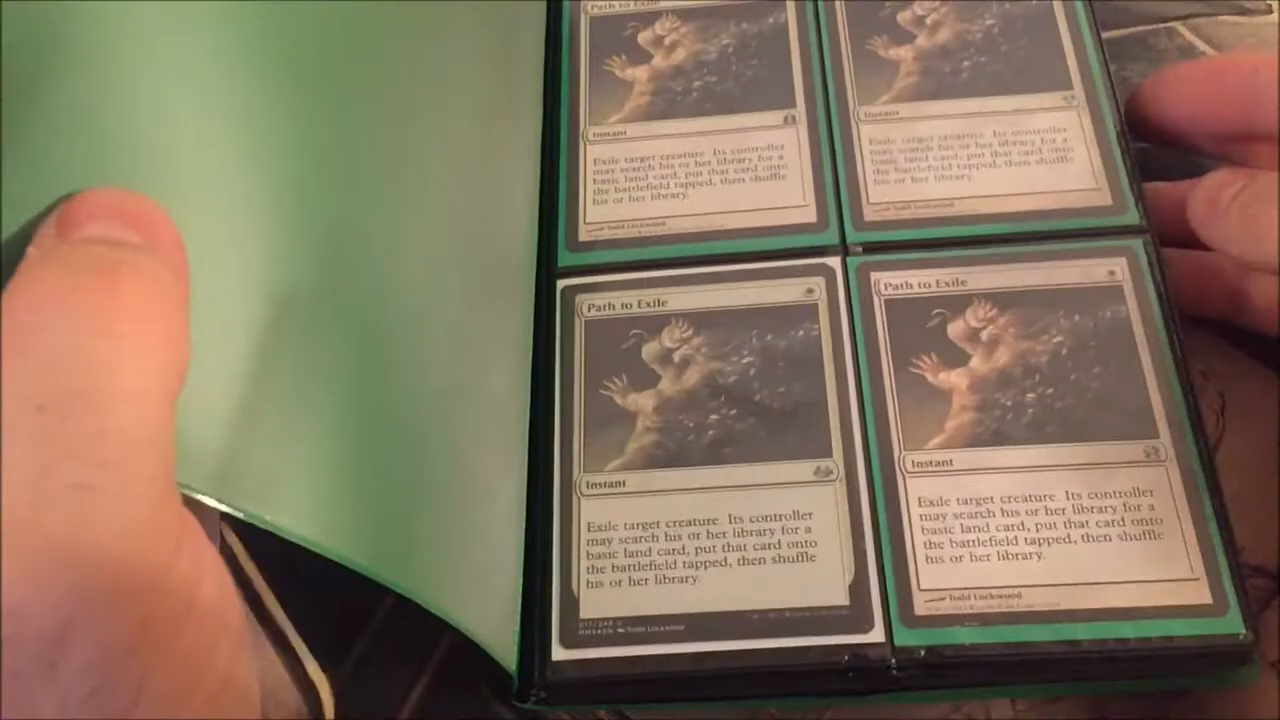 Path to Exile
Instant
Exile target creature. Its controller
may search his or her library for a
basic land card, put that card onto
the battlefield tapped, then shuffle
his or her library.
Todd Lockwood
Instant
Exile target creature. Its controller
may search his or her library for a
basic land card, put that card onto
the battlefield tapped, then shuffle
his or her library.
Todd Lockwood
Path to Exile
Instant
Exile target creature. Its controller
may search his or her library for a
basic land card, put that card onto
the battlefield tapped, then shuffle
his or her library.
Todd Lockwood
Path to Exile
Instant
Exile target creature. Its controller
may search his or her library for a
basic land card, put that card onto
the battlefield tapped, then shuffle
his or her library.
Todd Lockwood